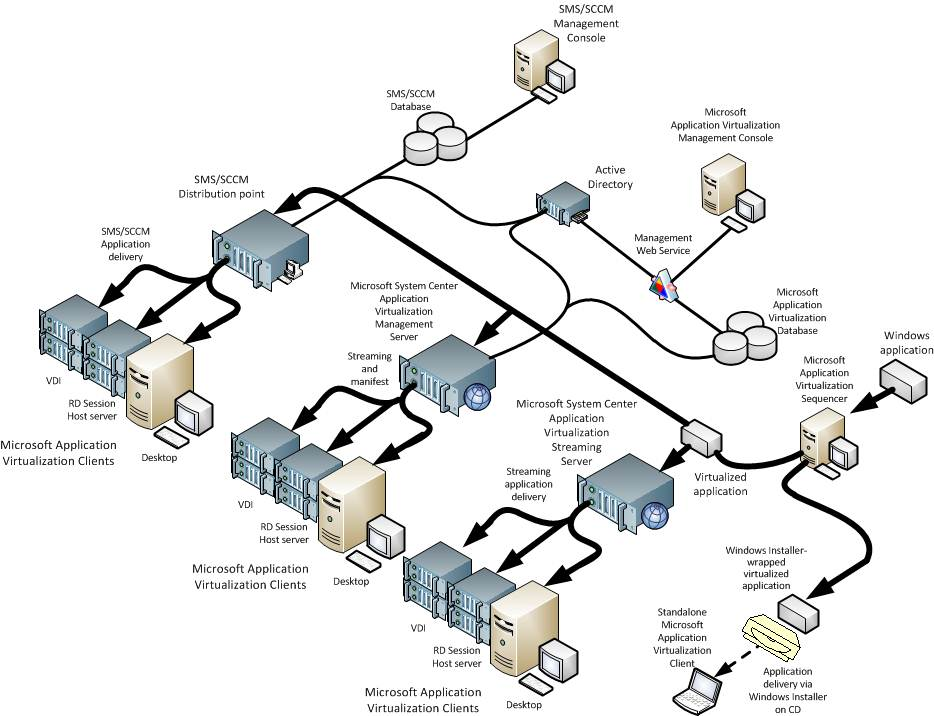 SMS/SCCM
Management
Console
SMS/SCCM
Database
Microsoft
Application Virtualization
Management Console
SMS/SCCM
Distribution point
Active
Directory
SMS/SCCM
Application
delivery
Management
Web Service
Microsoft System Center
Application
Virtualization
Management
Server
Microsoft
Application
Virtualization
Database
Windows
application
Microsoft
Application
Virtualization
Sequencer
Streaming
and
manifest
VDI
RD Session
Host server
Desktop
Microsoft Application
Virtualization Clients
Microsoft System Center
Application
Virtualization
Streaming
Server
Streaming
application
delivery
Virtualized
application
VDI
RD Session
Host server
Desktop
Microsoft Application
Virtualization Clients
Windows Installer-
wrapped
virtualized
application
VDI
RD Session
Host server
Desktop
Microsoft Application
Virtualization Clients
Standalone
Microsoft
Application
Virtualization
Client
Application
delivery via
Windows Installer
on CD